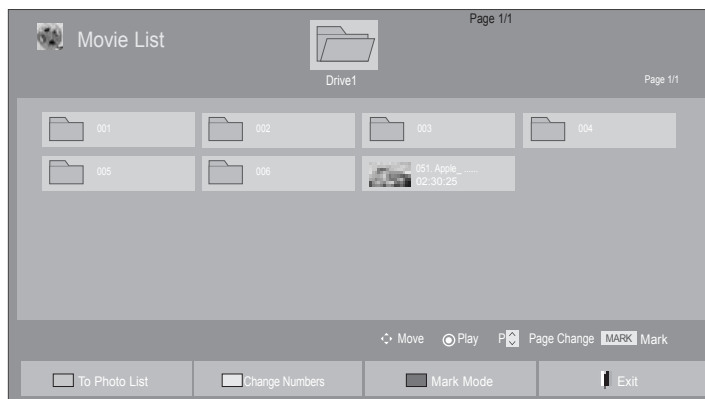 Page 1/1
Movie List
Drive1
Page 1/1
001
002
003
004
005
006
051. Apple_ .....
02:30:25
Move
Play
P
Page Change
MARK
Mark
To Photo List
Change Numbers
Mark Mode
Exit